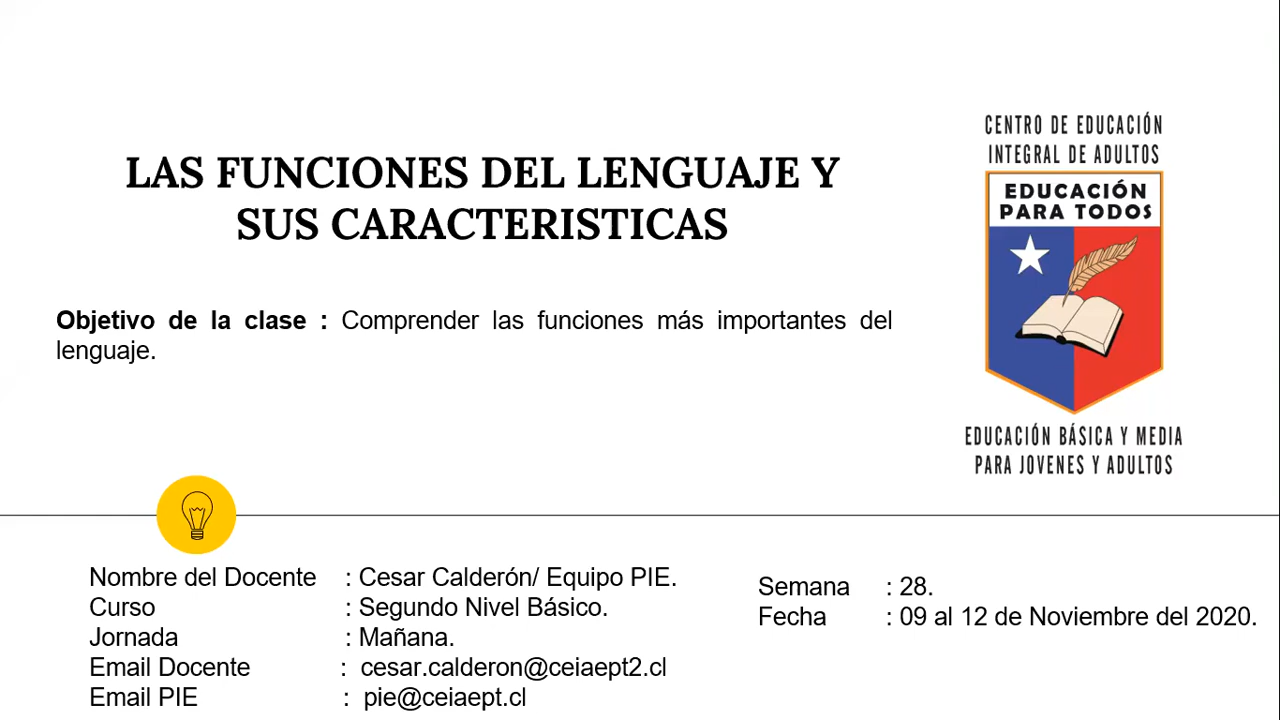 LAS FUNCIONES DEL LENGUAJE Y
SUS CARACTERISTICAS
Objetivo de la clase : Comprender las funciones más importantes del
lenguaje.
CENTRO DE EDUCACIÓN
INTEGRAL DE ADULTOS
EDUCACIÓN
PARA TODOS
EDUCACIÓN BÁSICA Y MEDIA
PARA JOVENES Y ADULTOS
Nombre del Docente : Cesar Calderón/ Equipo PIE.
Curso : Segundo Nivel Básico.
Jornada : Mañana.
Email Docente : cesar.calderon@ceiaept2.cl
Email PIE : pie@ceiaept.cl
Semana : 28.
Fecha : 09 al 12 de Noviembre del 2020.